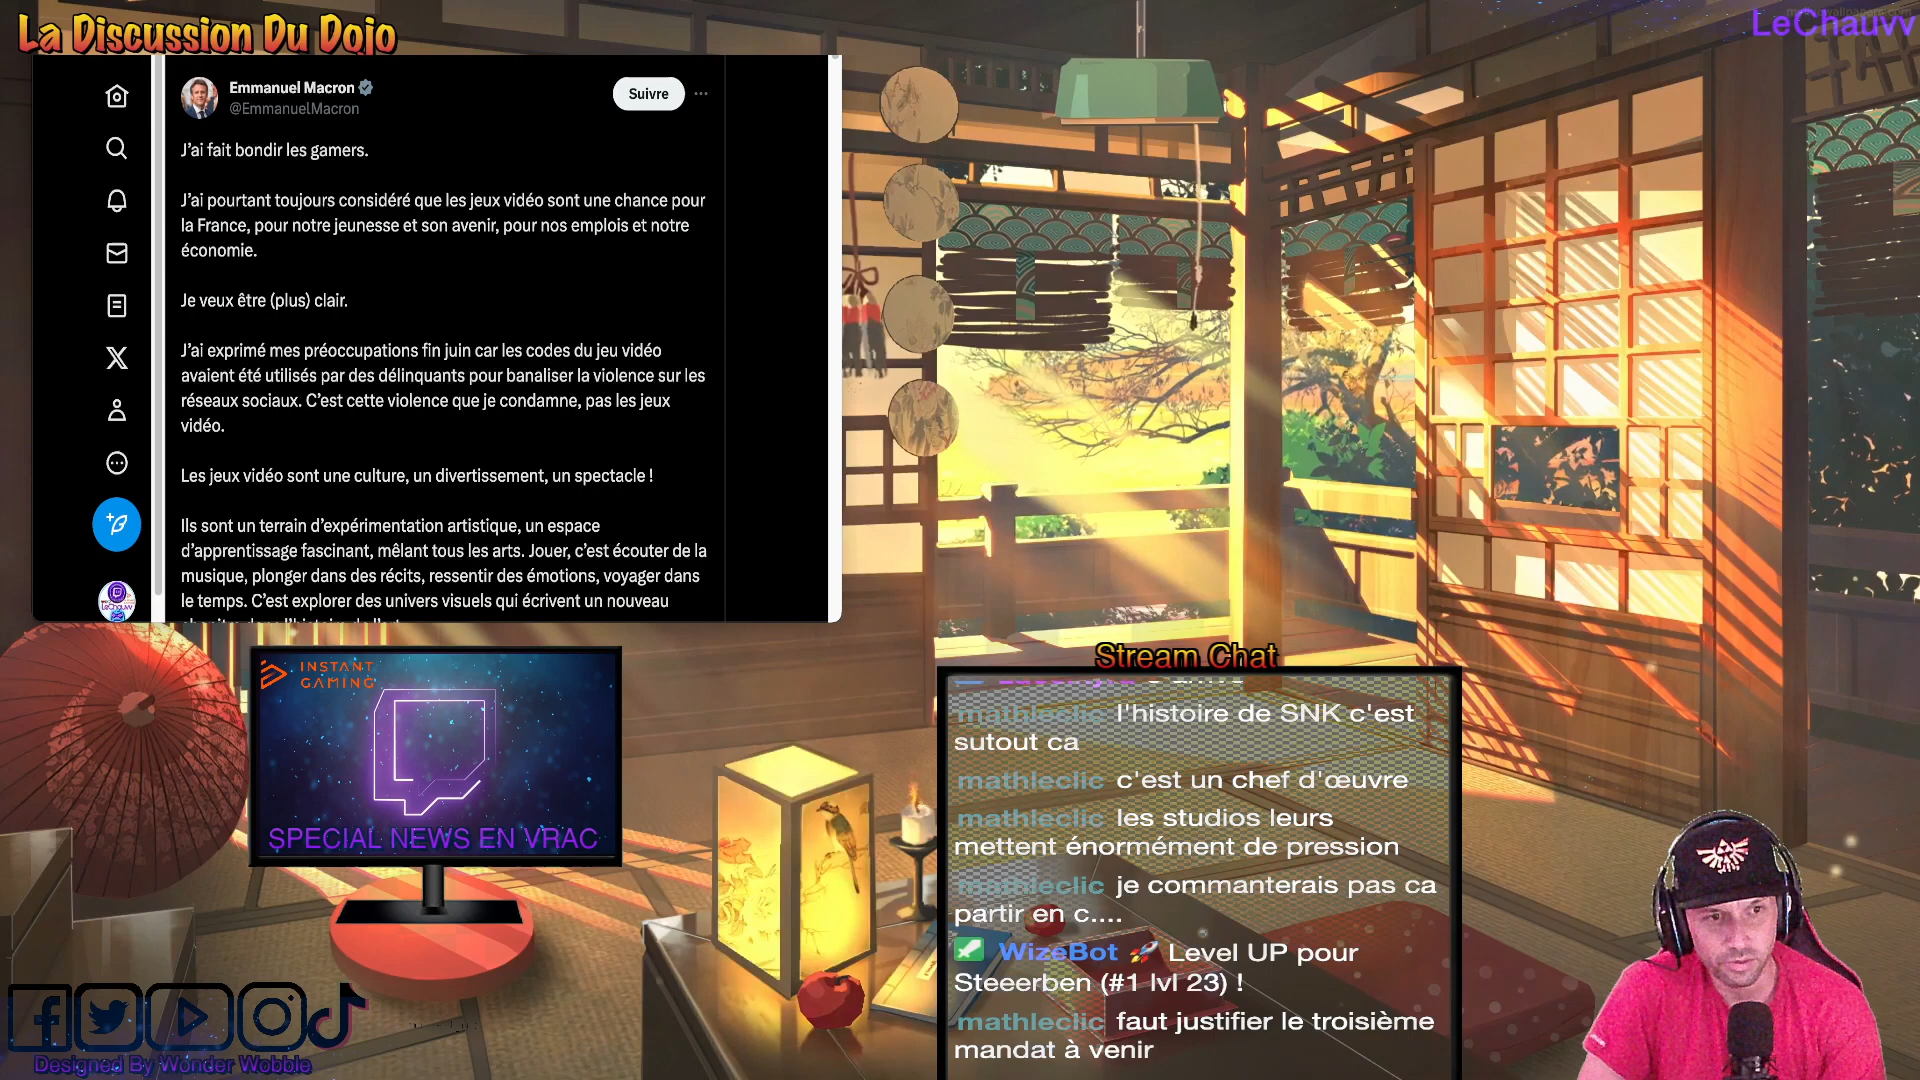 La Discussion Du Dojo
LeChauvv
Emmanuel Macron
@EmmanuelMacron
Suivre
J'ai fait bondir les gamers.
J'ai pourtant toujours considéré que les jeux vidéo sont une chance pour
la France, pour notre jeunesse et son avenir, pour nos emplois et notre
économie.
Je veux être (plus) clair.
J'ai exprimé mes préoccupations fin juin car les codes du jeu vidéo
avaient été utilisés par des délinquants pour banaliser la violence sur les
réseaux sociaux. C'est cette violence que je condamne, pas les jeux
vidéo.
Les jeux vidéo sont une culture, un divertissement, un spectacle !
Ils sont un terrain d'expérimentation artistique, un espace
d'apprentissage fascinant, mêlant tous les arts. Jouer, c'est écouter de la
musique, plonger dans des récits, ressentir des émotions, voyager dans
le temps. C'est explorer des univers visuels qui écrivent un nouveau
INSTANT
GAMING
SPECIAL NEWS EN VRAC
Stream Chat
mathleclic l'histoire de SNK c'est
sutout ca
mathleclic c'est un chef d'œuvre
mathleclic les studios leurs
mettent énormément de pression
mathleclic je commanterais pas ca
partir en c....
WizeBot 🚀 Level UP pour
Steeerben (#1 lvl 23) !
mathleclic faut justifier le troisième
mandat à venir
Designed By Wonder Wobble